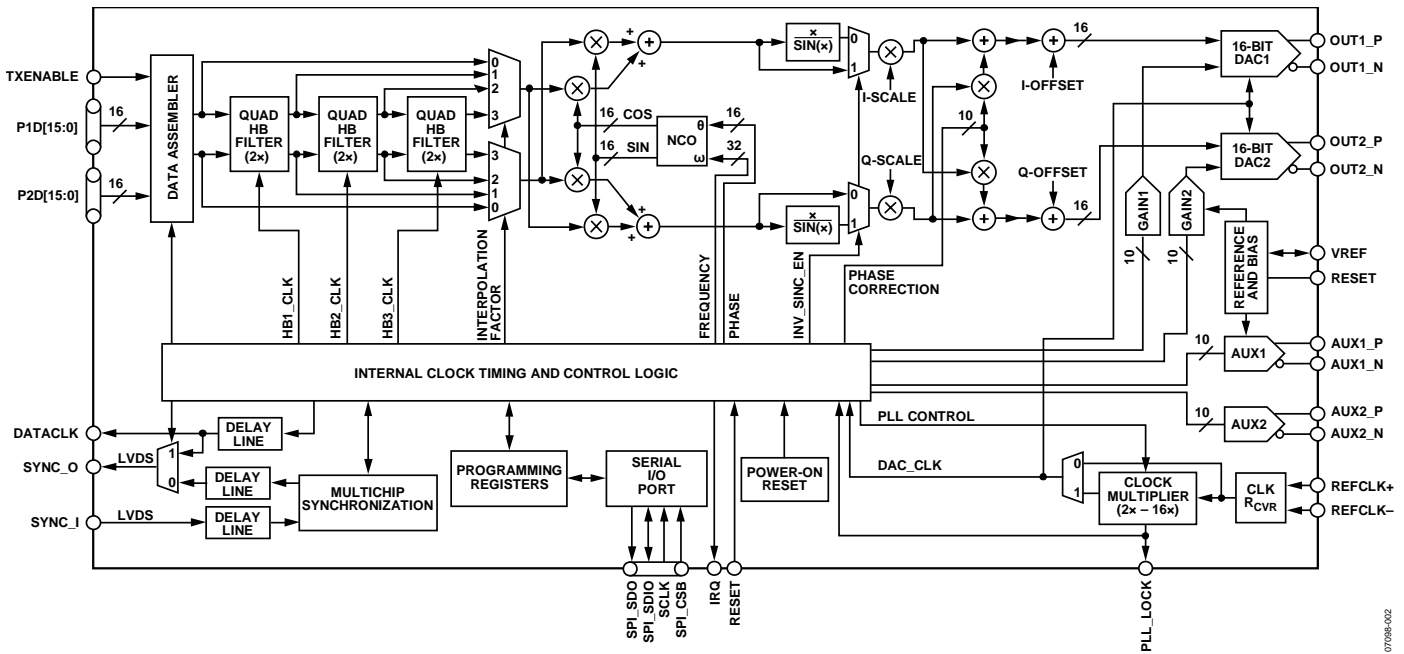 TXENABLE
P1D[15:0]
16
P2D[15:0]
16
DATA ASSEMBLER
QUAD
HB
FILTER
(2×)
QUAD
HB
FILTER
(2×)
QUAD
HB
FILTER
(2×)
0
1
2
3
3
2
1
0
16
COS
16
SIN
NCO
θ
ω
16
32
+
+
+
+
×
SIN(×)
0
1
×
SIN(×)
0
1
I-SCALE
Q-SCALE
10
I-OFFSET
Q-OFFSET
16
16
16-BIT
DAC1
16-BIT
DAC2
OUT1_P
OUT1_N
OUT2_P
OUT2_N
GAIN1
GAIN2
10
10
REFERENCE
AND BIAS
VREF
RESET
HB1_CLK
HB2_CLK
HB3_CLK
INTERPOLATION
FACTOR
FREQUENCY
PHASE
INV_SINC_EN
PHASE
CORRECTION
INTERNAL CLOCK TIMING AND CONTROL LOGIC
10
AUX1
AUX1_P
AUX1_N
10
AUX2
AUX2_P
AUX2_N
DATACLK
DELAY
LINE
SYNC_O
LVDS
1
0
DELAY
LINE
SYNC_I
LVDS
DELAY
LINE
MULTICHIP
SYNCHRONIZATION
PROGRAMMING
REGISTERS
SERIAL
I/O
PORT
POWER-ON
RESET
PLL CONTROL
DAC_CLK
0
1
CLOCK
MULTIPLIER
(2× – 16×)
CLK
RCVR
REFCLK+
REFCLK–
SPI_SDO
SPI_SDIO
SCLK
SPI_CSB
IRQ
RESET
PLL_LOCK
07098-002